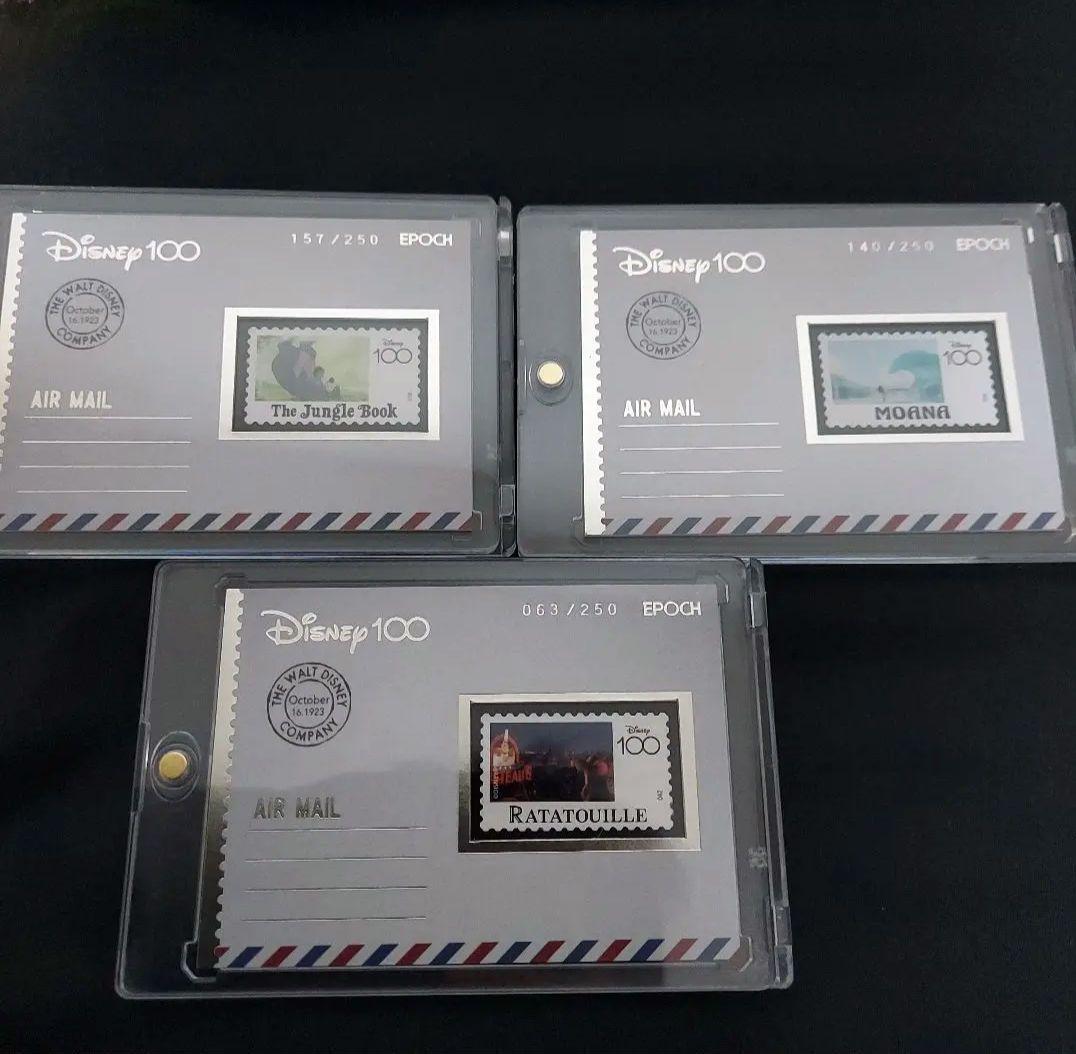 Disney100
157/250 EPOCH
THE WALT DISNEY COMPANY
October
16.1923
Disney
100
The Jungle Book
AIR MAIL
Disney100
140/250 EPOCH
THE WALT DISNEY COMPANY
October
16.1923
Disney
100
MOANA
AIR MAIL
Disney100
063/250 EPOCH
THE WALT DISNEY COMPANY
October
16.1923
Disney
100
042
RATATOUILLE
AIR MAIL